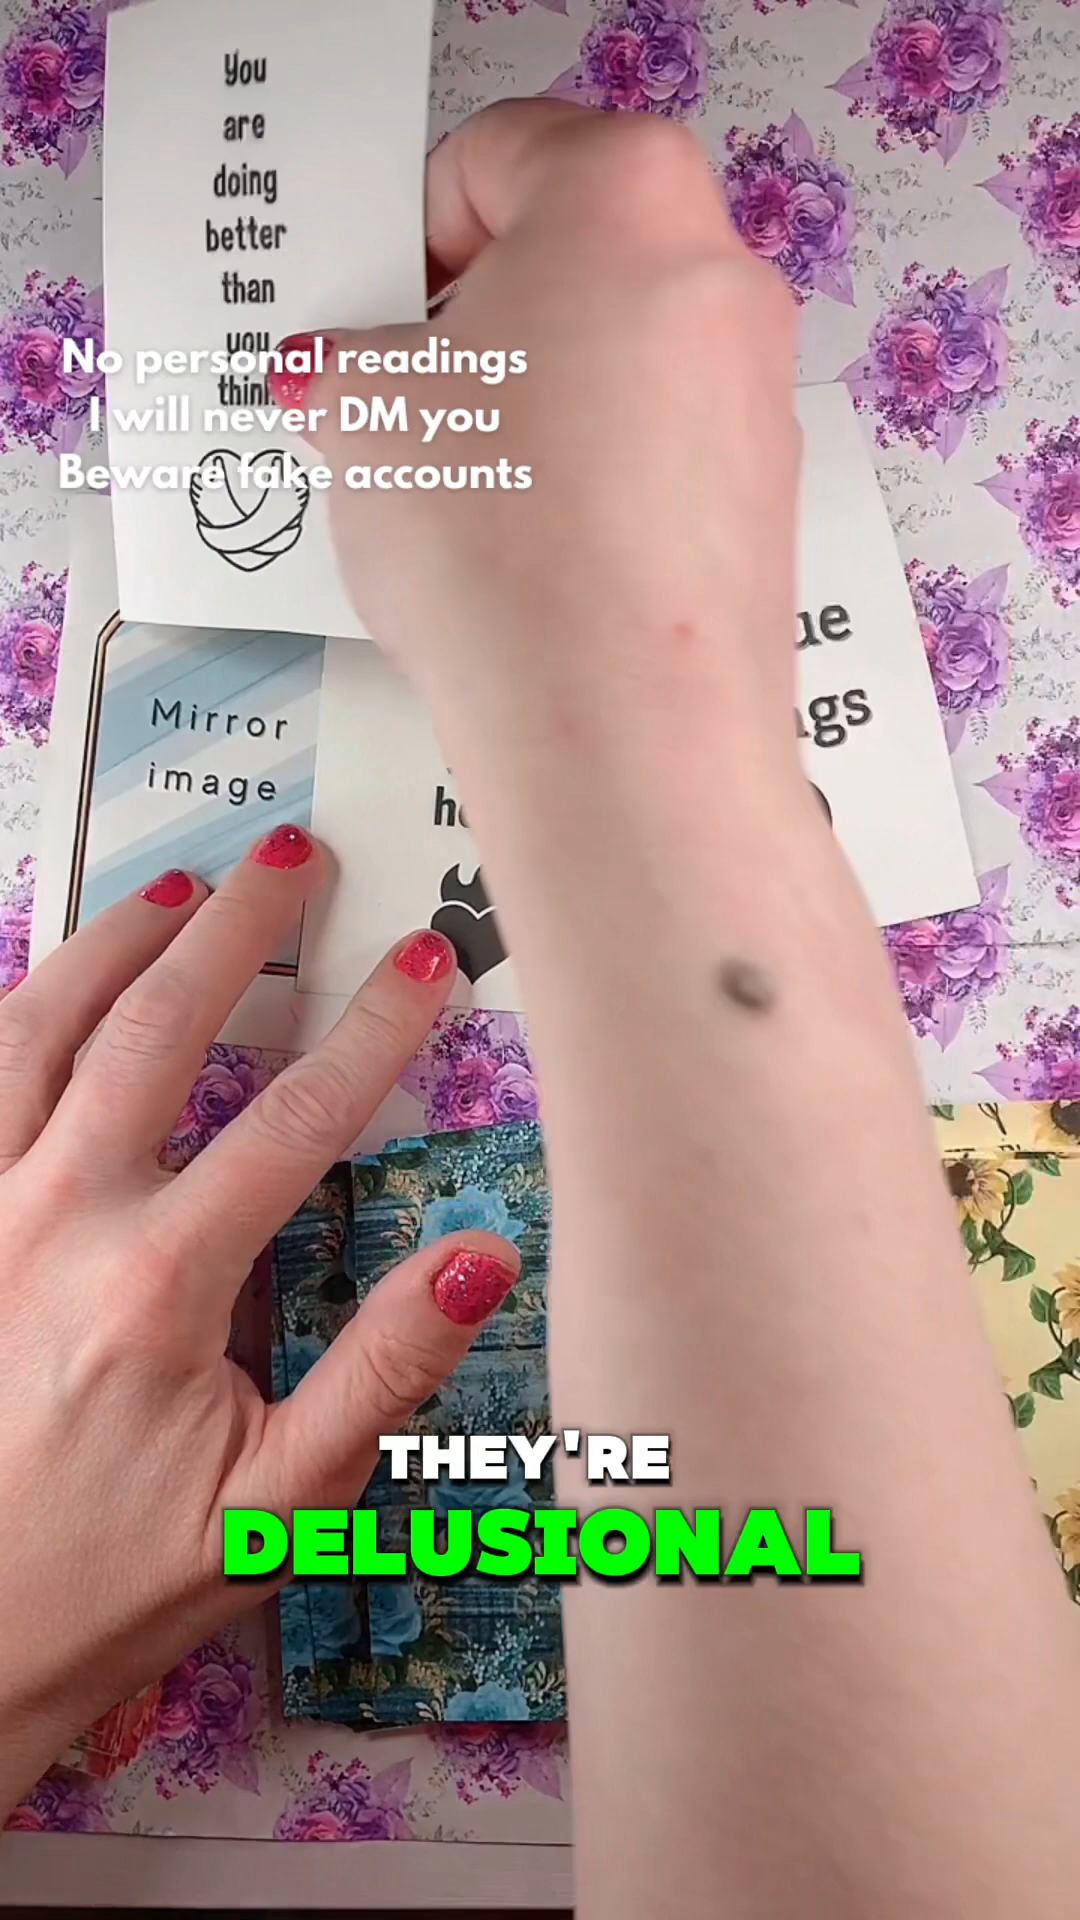 You
are
doing
better
than
you
No personal readings
I will never DM you
Beware fake accounts
Mirror
image
THEY'RE
DELUSIONAL